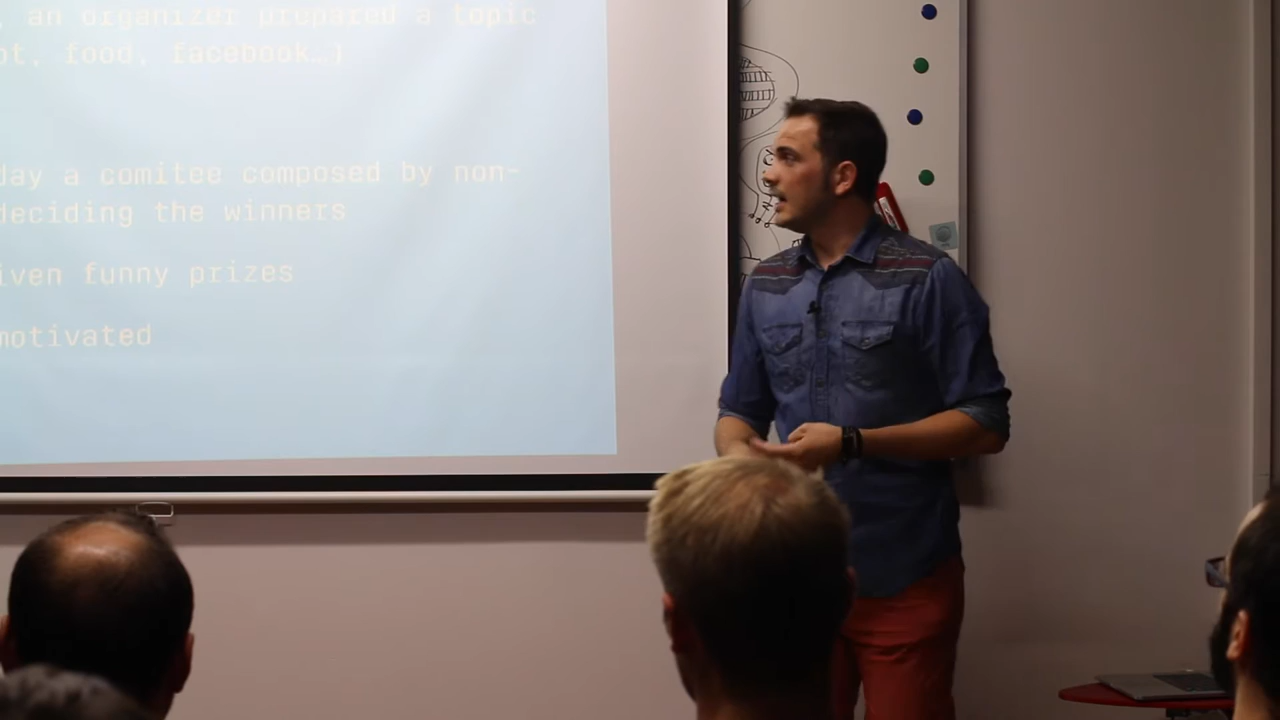 , an organizer prepared a topic
ot, food, facebook…)
day a comitee composed by non-
deciding the winners
iven funny prizes
motivated